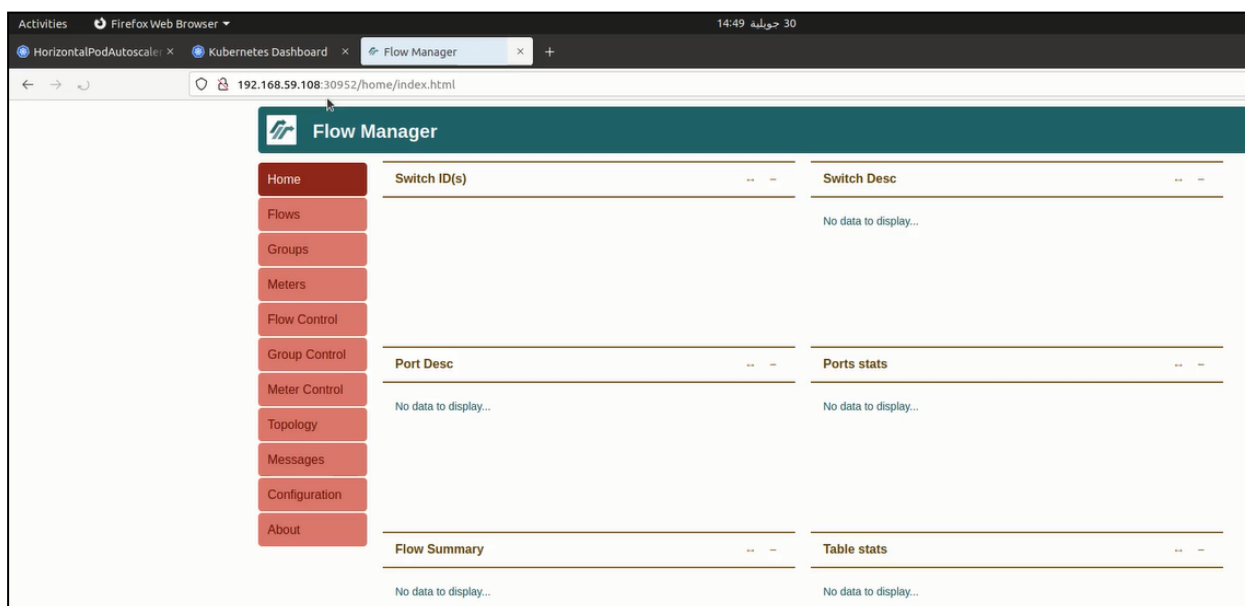 Activities Firefox Web Browser 14:49 30 جويلية
HorizontalPodAutoscaler × Kubernetes Dashboard × Flow Manager × +
192.168.59.108:30952/home/index.html
Flow Manager
Home
Flows
Groups
Meters
Flow Control
Group Control
Meter Control
Topology
Messages
Configuration
About
Switch ID(s)
Switch Desc
No data to display...
Port Desc
No data to display...
Ports stats
No data to display...
Flow Summary
No data to display...
Table stats
No data to display...